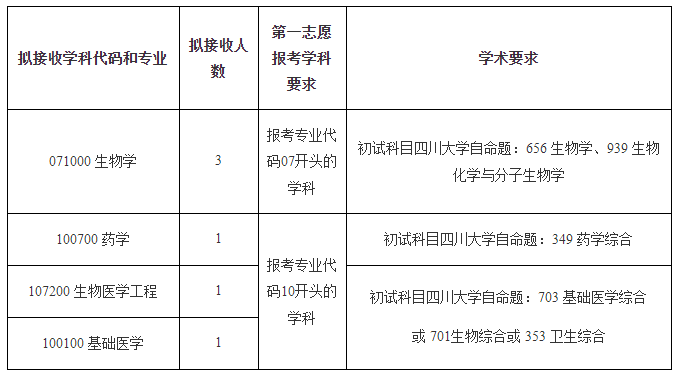 拟接收学科代码和专业
拟接收人
数
第一志愿
报考学科
要求
学术要求
071000 生物学
3
报考专业代
码07开头的
学科
初试科目四川大学自命题：656 生物学、939 生物
化学与分子生物学
100700 药学
1
报考专业代
码10开头的
学科
初试科目四川大学自命题：349 药学综合
107200 生物医学工程
1
初试科目四川大学自命题：703 基础医学综合
或 701生物综合或 353 卫生综合
100100 基础医学
1